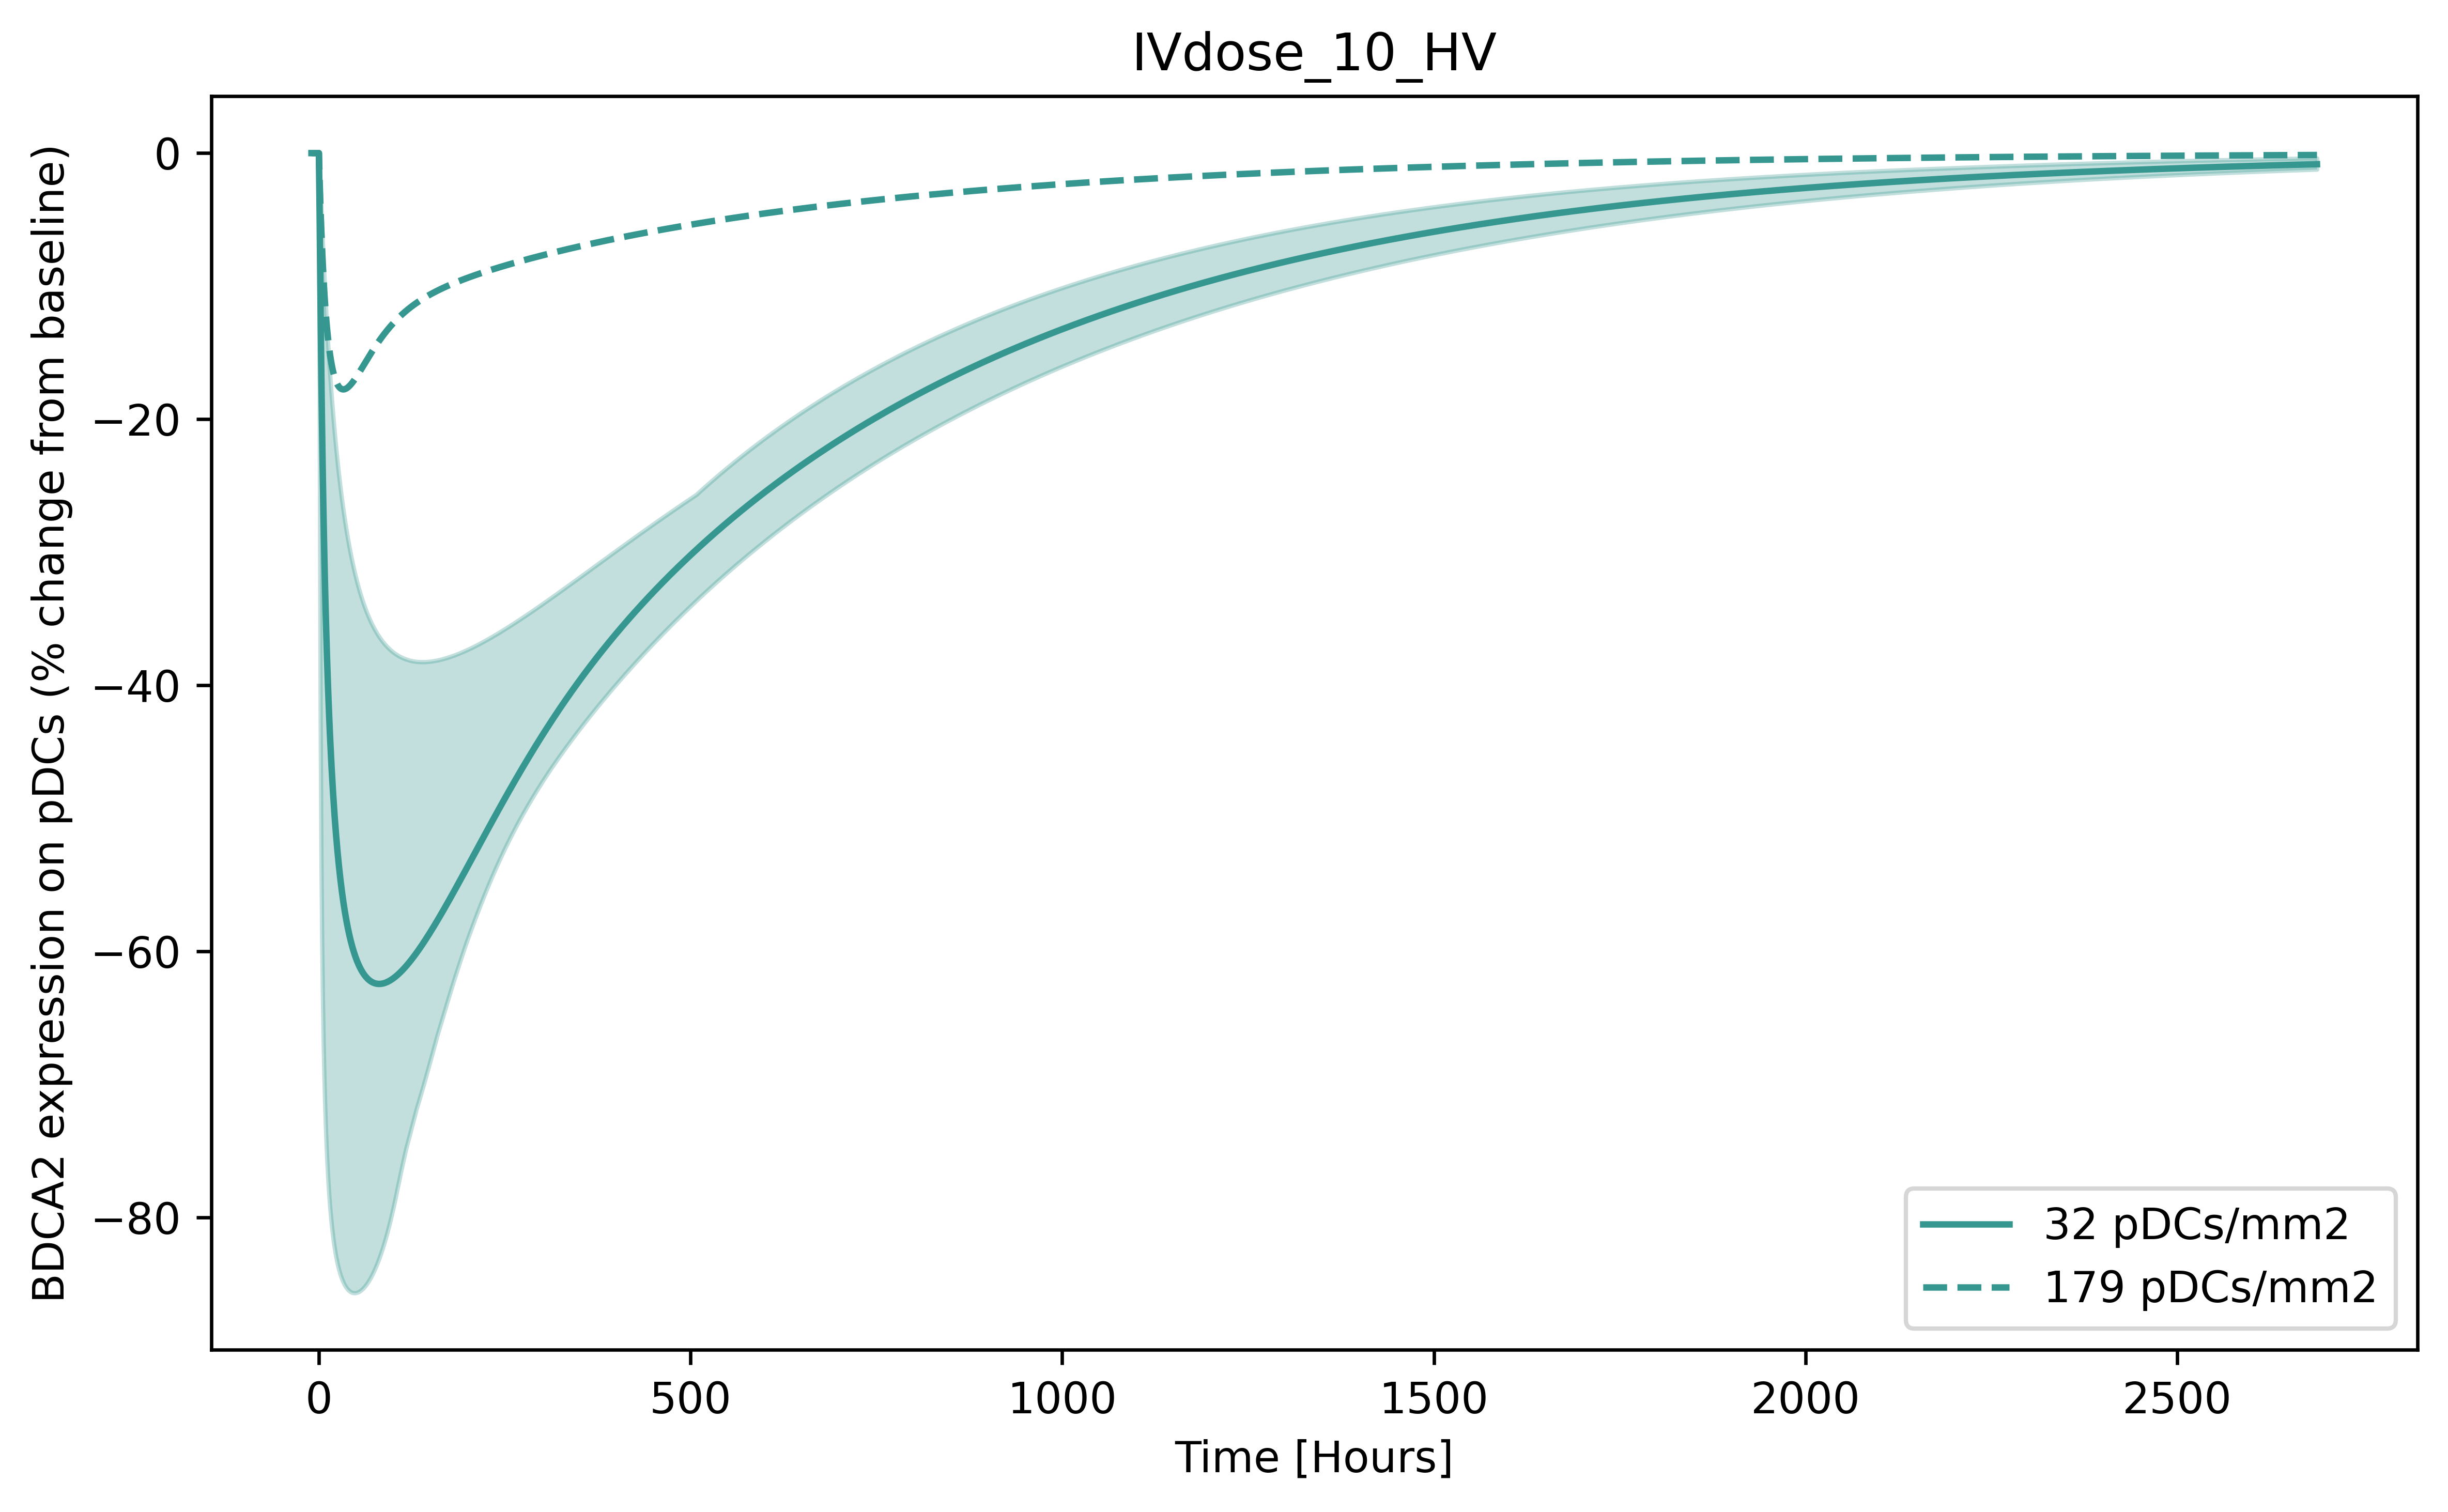 IVdose_10_HV
BDCA2 expression on pDCs (% change from baseline)
0
−20
−40
−60
−80
0
500
1000
1500
2000
2500
Time [Hours]
32 pDCs/mm2
179 pDCs/mm2